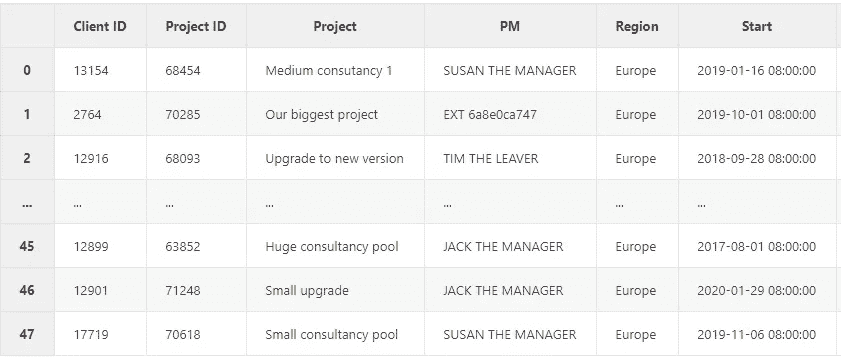 Client ID Project ID Project PM Region Start
0 13154 68454 Medium consutancy 1 SUSAN THE MANAGER Europe 2019-01-16 08:00:00
1 2764 70285 Our biggest project EXT 6a8e0ca747 Europe 2019-10-01 08:00:00
2 12916 68093 Upgrade to new version TIM THE LEAVER Europe 2018-09-28 08:00:00
... ... ... ... ... ... ...
45 12899 63852 Huge consultancy pool JACK THE MANAGER Europe 2017-08-01 08:00:00
46 12901 71248 Small upgrade JACK THE MANAGER Europe 2020-01-29 08:00:00
47 17719 70618 Small consultancy pool SUSAN THE MANAGER Europe 2019-11-06 08:00:00